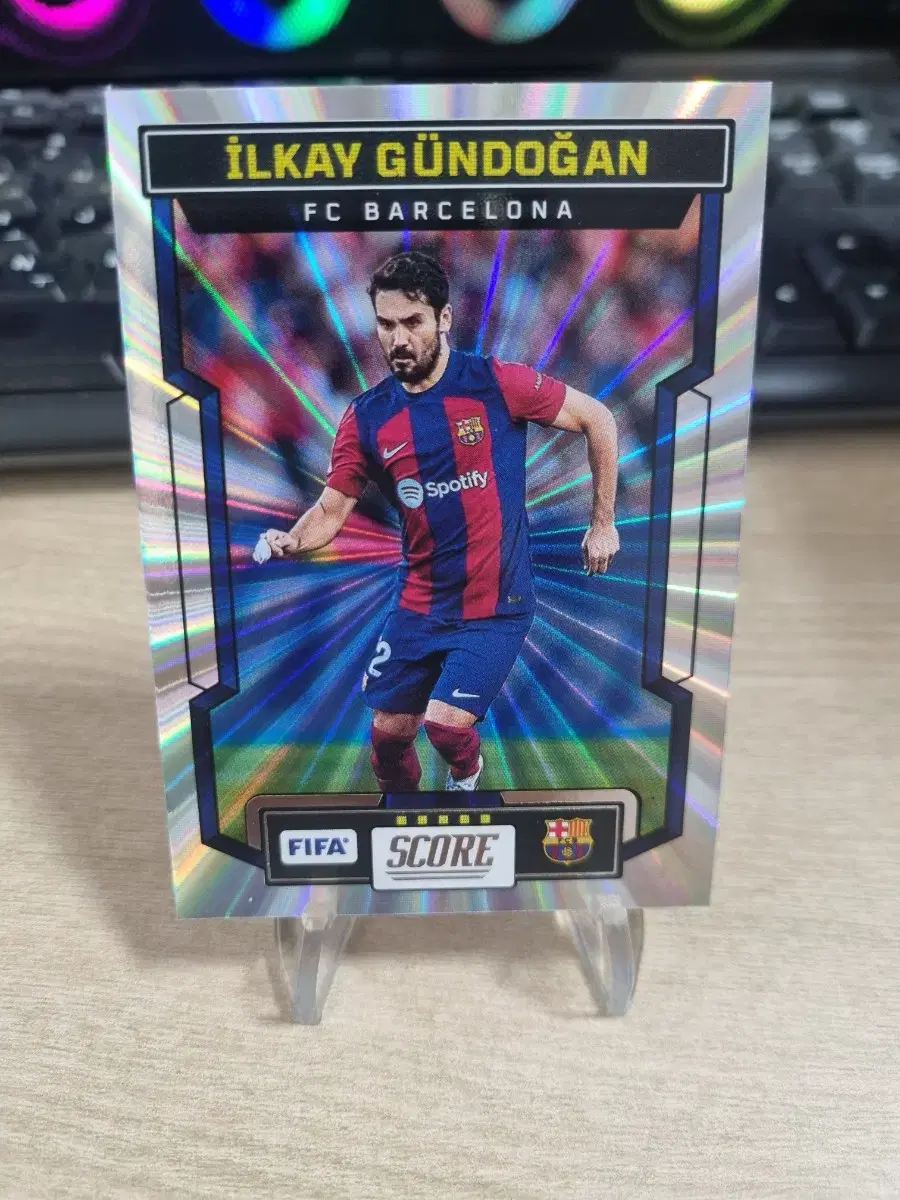 İLKAY GÜNDOĞAN
FC BARCELONA
Spotify
2
FIFA
SCORE